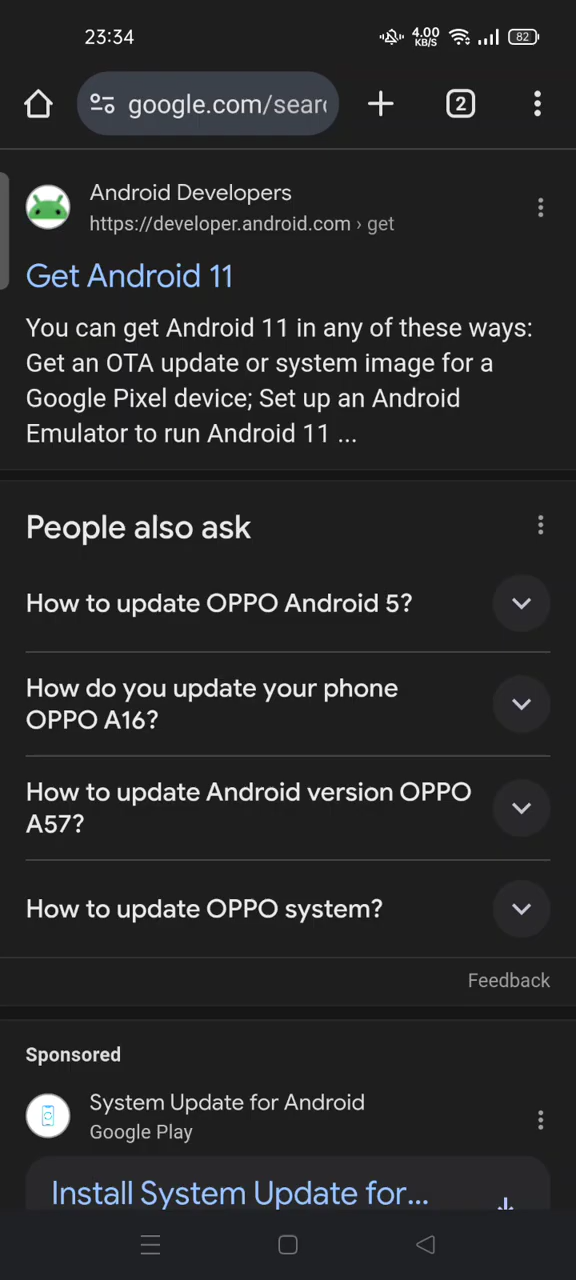 23:34
4.00
KB/S
82
google.com/sear
2
Android Developers
https://developer.android.com › get
Get Android 11
You can get Android 11 in any of these ways:
Get an OTA update or system image for a
Google Pixel device; Set up an Android
Emulator to run Android 11 ...
People also ask
How to update OPPO Android 5?
How do you update your phone
OPPO A16?
How to update Android version OPPO
A57?
How to update OPPO system?
Feedback
Sponsored
System Update for Android
Google Play
Install System Update for...